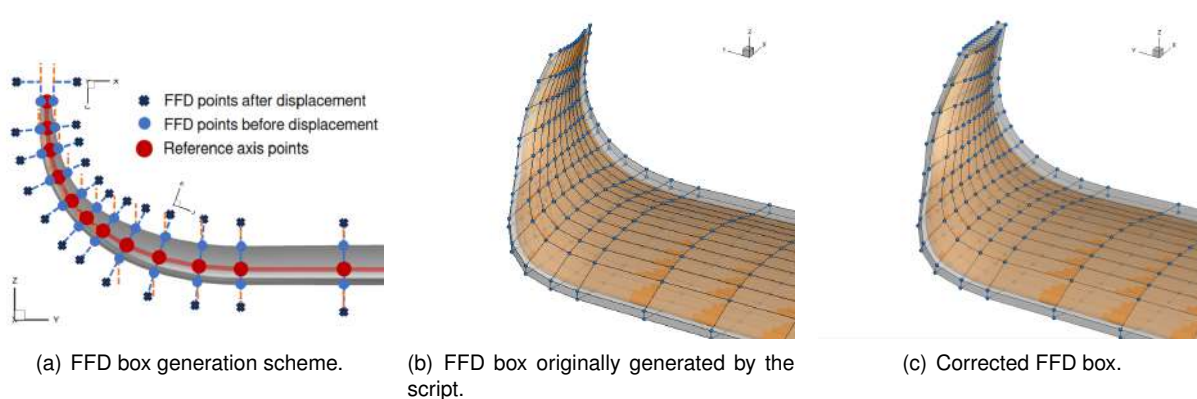 FFD points after displacement
FFD points before displacement
Reference axis points
Z
Y
Z
Z
(a) FFD box generation scheme.
(b) FFD box originally generated by the
script.
(c) Corrected FFD box.